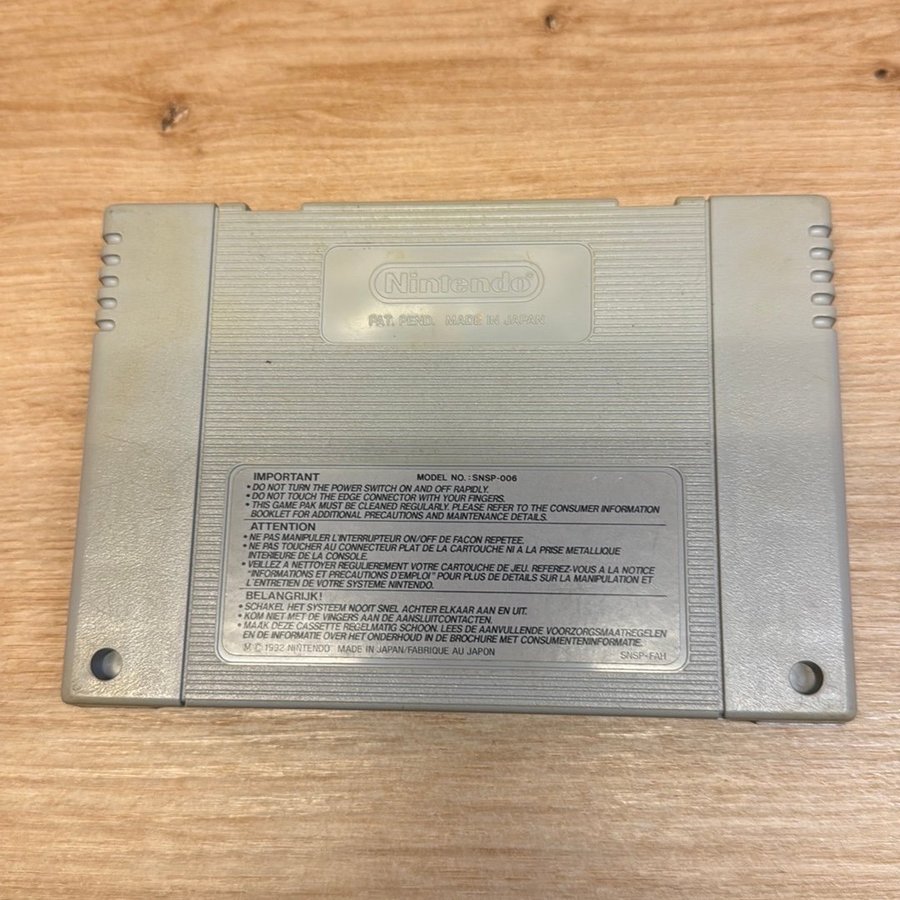 Nintendo®
PAT. PEND. MADE IN JAPAN
IMPORTANT MODEL NO.: SNSP-006
• DO NOT TURN THE POWER SWITCH ON AND OFF RAPIDLY.
• DO NOT TOUCH THE EDGE CONNECTOR WITH YOUR FINGERS.
• THIS GAME PAK MUST BE CLEANED REGULARLY. PLEASE REFER TO THE CONSUMER INFORMATION
BOOKLET FOR ADDITIONAL PRECAUTIONS AND MAINTENANCE DETAILS.
ATTENTION
• NE PAS MANIPULER L'INTERRUPTEUR ON/OFF DE FACON REPETEE.
• NE PAS TOUCHER AU CONNECTEUR PLAT DE LA CARTOUCHE NI A LA PRISE METALLIQUE
INTERIEURE DE LA CONSOLE.
• VEILLEZ A NETTOYER REGULIEREMENT VOTRE CARTOUCHE DE JEU. REFEREZ-VOUS A LA NOTICE
"INFORMATIONS ET PRECAUTIONS D'EMPLOI" POUR PLUS DE DETAILS SUR LA MANIPULATION ET
L'ENTRETIEN DE VOTRE SYSTEME NINTENDO.
BELANGRIJK!
• SCHAKEL HET SYSTEEM NOOIT SNEL ACHTER ELKAAR AAN EN UIT.
• KOM NIET MET DE VINGERS AAN DE AANSLUITCONTACTEN.
• MAAK DEZE CASSETTE REGELMATIG SCHOON. LEES DE AANVULLENDE VOORZORGSMAATREGELEN
EN DE INFORMATIE OVER HET ONDERHOUD IN DE BROCHURE MET CONSUMENTENINFORMATIE.
M © 1992 NINTENDO MADE IN JAPAN/FABRIQUE AU JAPON SNSP-FAH